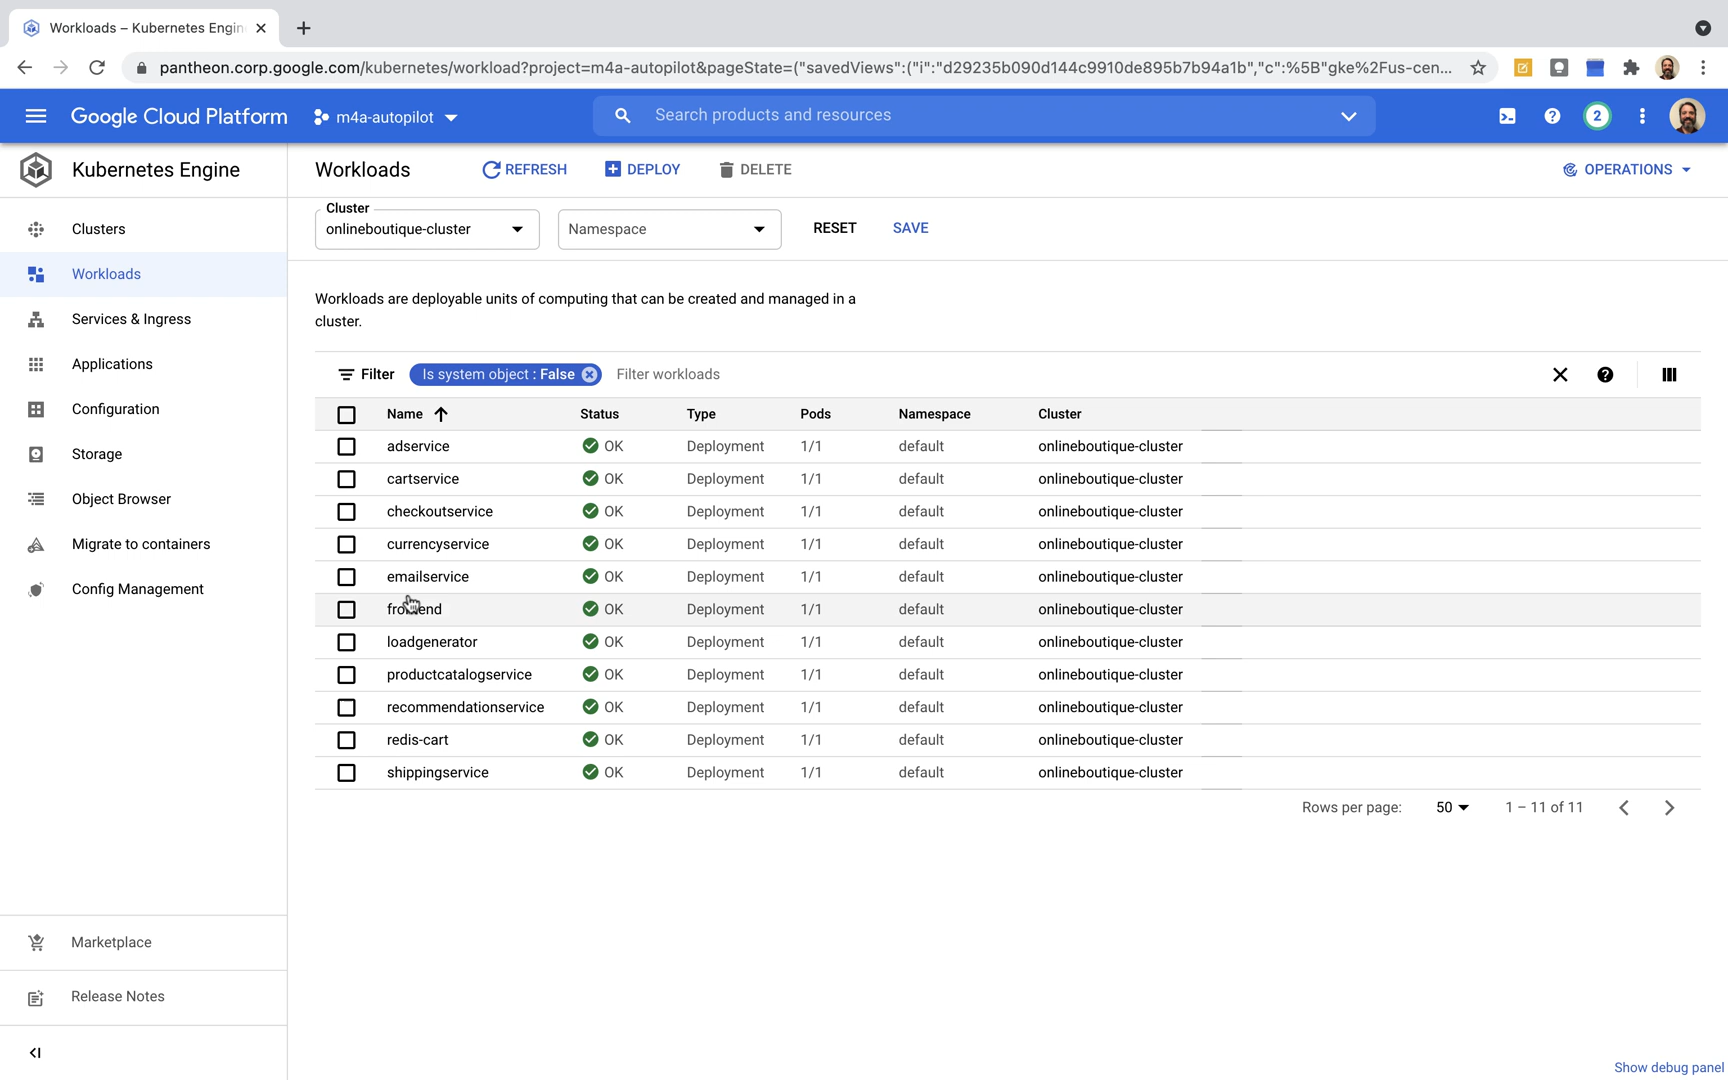 Workloads – Kubernetes Engin
pantheon.corp.google.com/kubernetes/workload?project=m4a-autopilot&pageState=("savedViews":("i":"d29235b090d144c9910de895b7b94a1b","c":%5B"gke%2Fus-cen...
Google Cloud Platform
m4a-autopilot
Search products and resources
2
Kubernetes Engine
Workloads
REFRESH
DEPLOY
DELETE
OPERATIONS
Clusters
Workloads
Services & Ingress
Applications
Configuration
Storage
Object Browser
Migrate to containers
Config Management
Marketplace
Release Notes
Cluster
onlineboutique-cluster
Namespace
RESET
SAVE
Workloads are deployable units of computing that can be created and managed in a
cluster.
Filter
Is system object : False
Filter workloads
Name Status Type Pods Namespace Cluster
adservice OK Deployment 1/1 default onlineboutique-cluster
cartservice OK Deployment 1/1 default onlineboutique-cluster
checkoutservice OK Deployment 1/1 default onlineboutique-cluster
currencyservice OK Deployment 1/1 default onlineboutique-cluster
emailservice OK Deployment 1/1 default onlineboutique-cluster
frontend OK Deployment 1/1 default onlineboutique-cluster
loadgenerator OK Deployment 1/1 default onlineboutique-cluster
productcatalogservice OK Deployment 1/1 default onlineboutique-cluster
recommendationservice OK Deployment 1/1 default onlineboutique-cluster
redis-cart OK Deployment 1/1 default onlineboutique-cluster
shippingservice OK Deployment 1/1 default onlineboutique-cluster
Rows per page: 50 1 – 11 of 11
Show debug panel